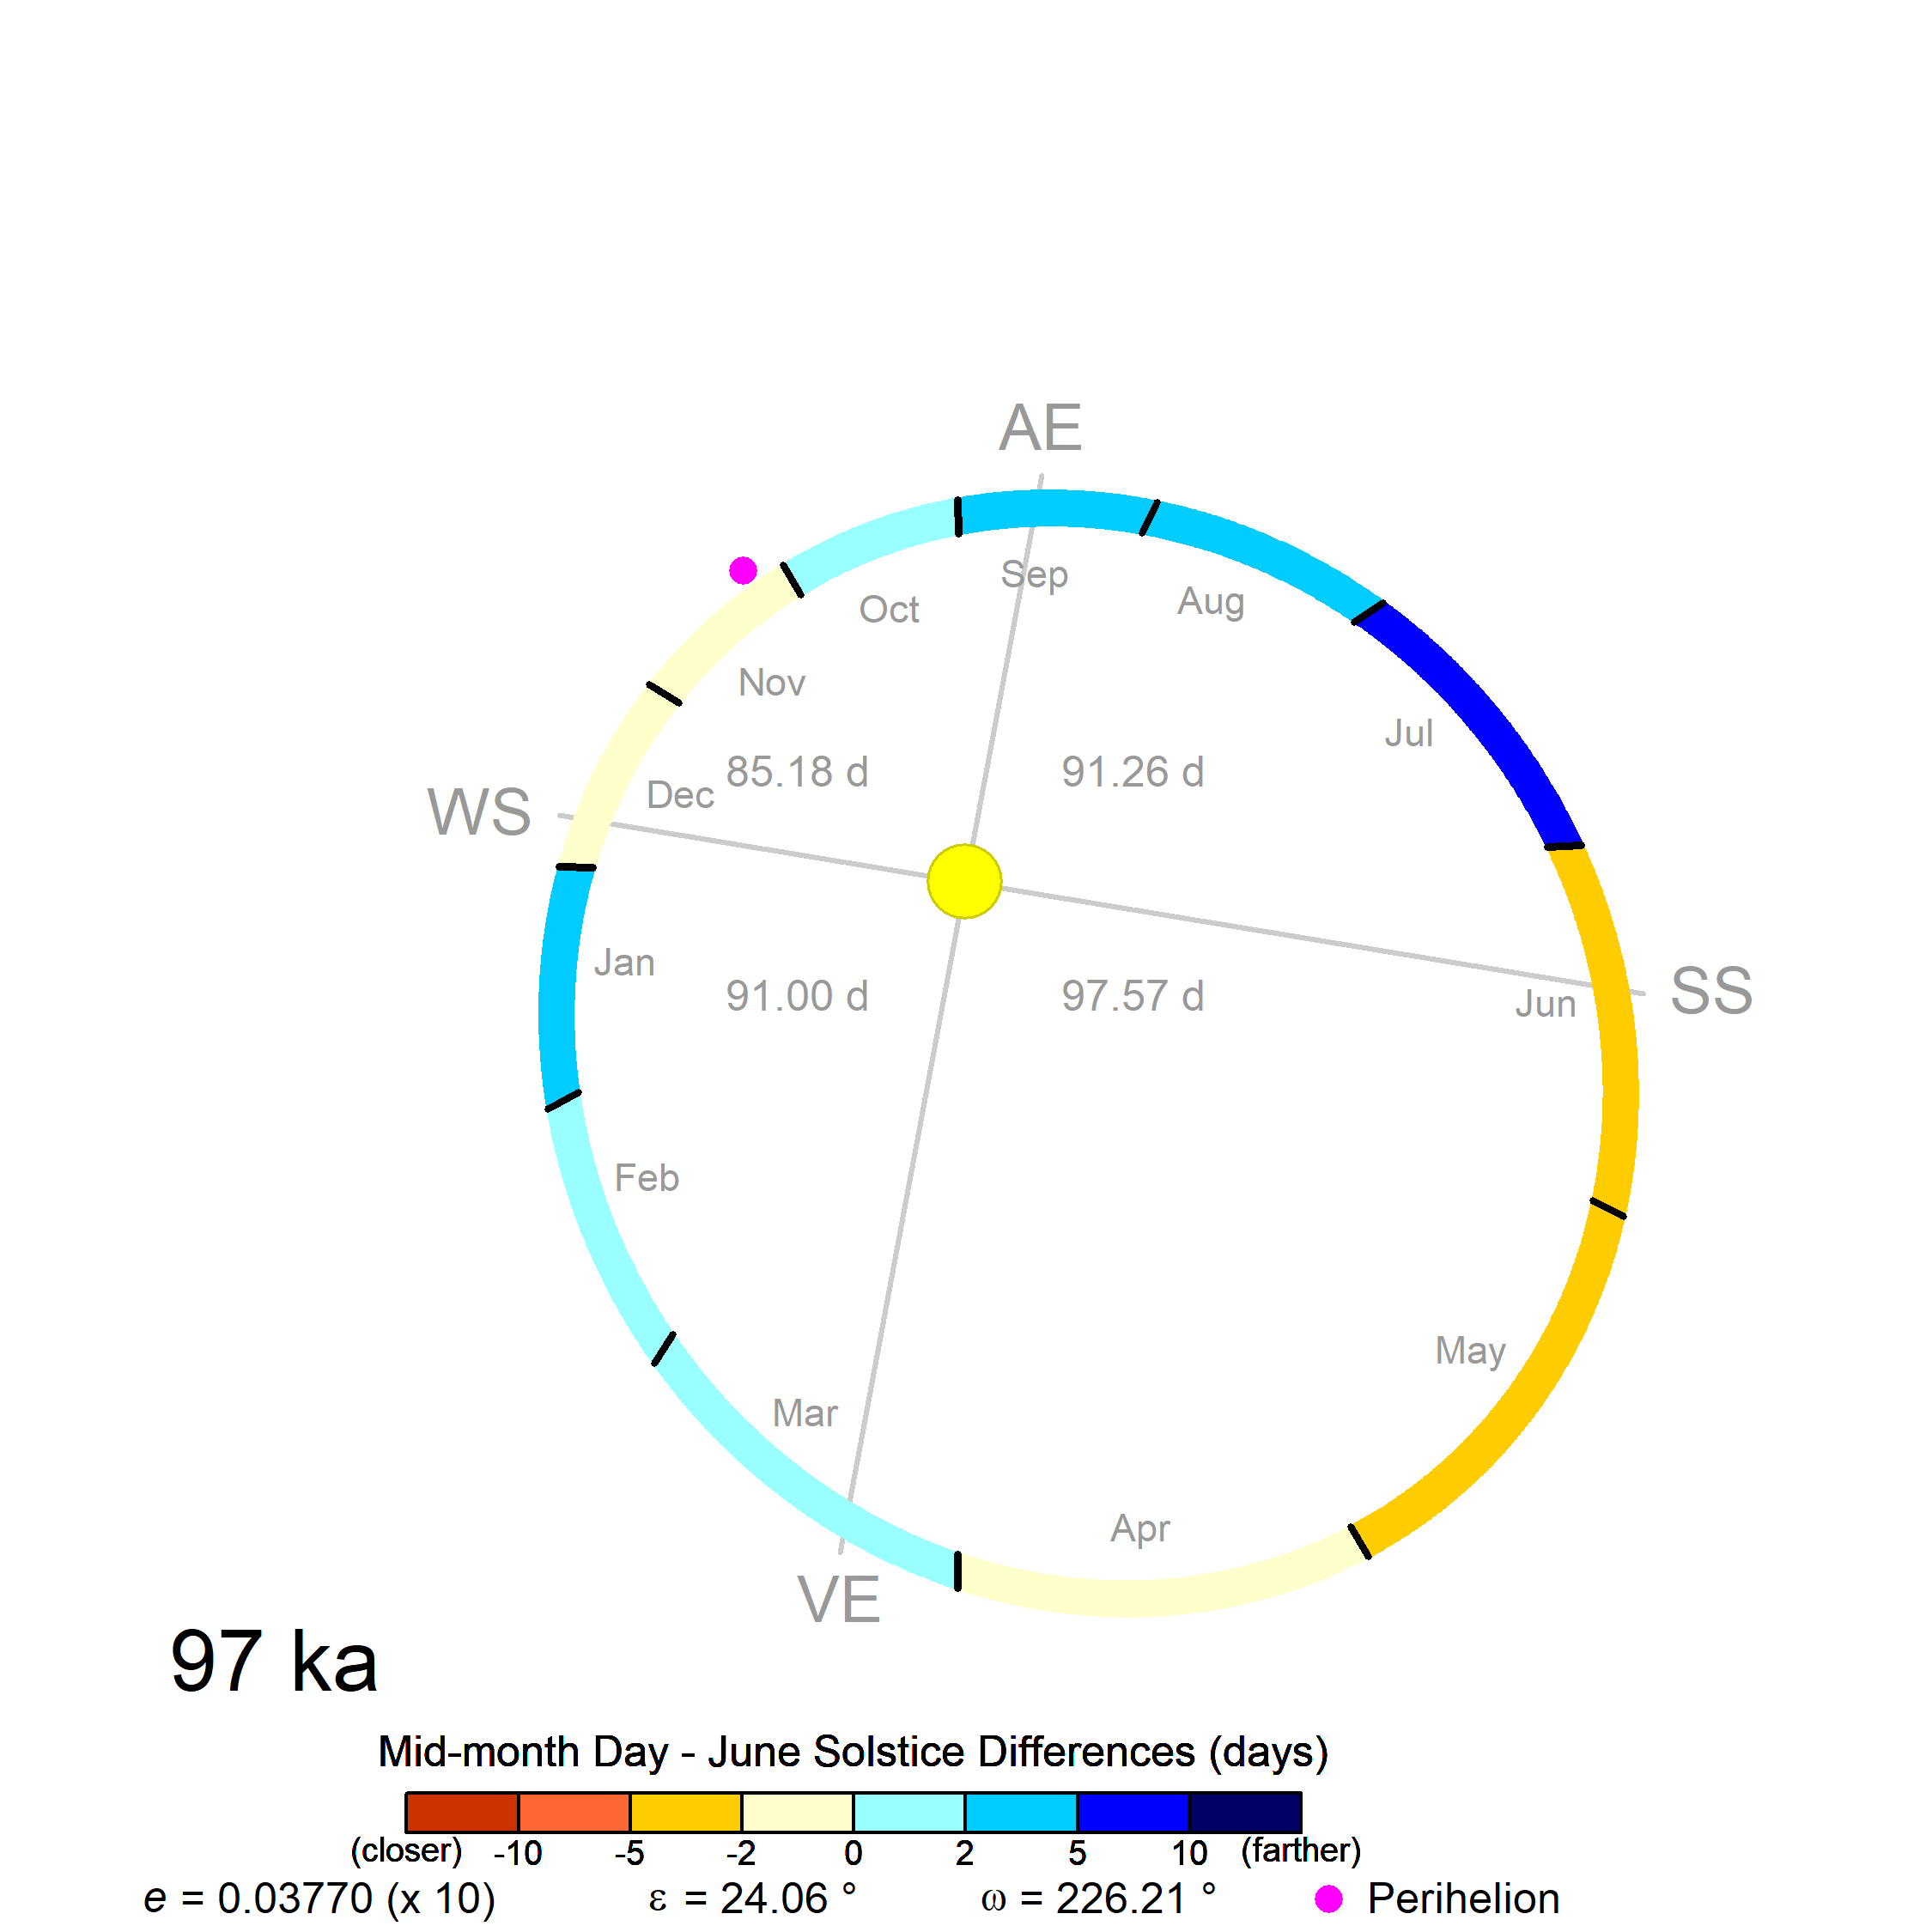 AE
Sep
Aug
Oct
Nov
Jul
85.18 d
91.26 d
Dec
WS
Jan
SS
91.00 d
97.57 d
Jun
Feb
May
Mar
Apr
VE
97 ka
Mid-month Day - June Solstice Differences (days)
(closer) -10 -5 -2 0 2 5 10 (farther)
e = 0.03770 (x 10) ε = 24.06 ° ω = 226.21 ° Perihelion